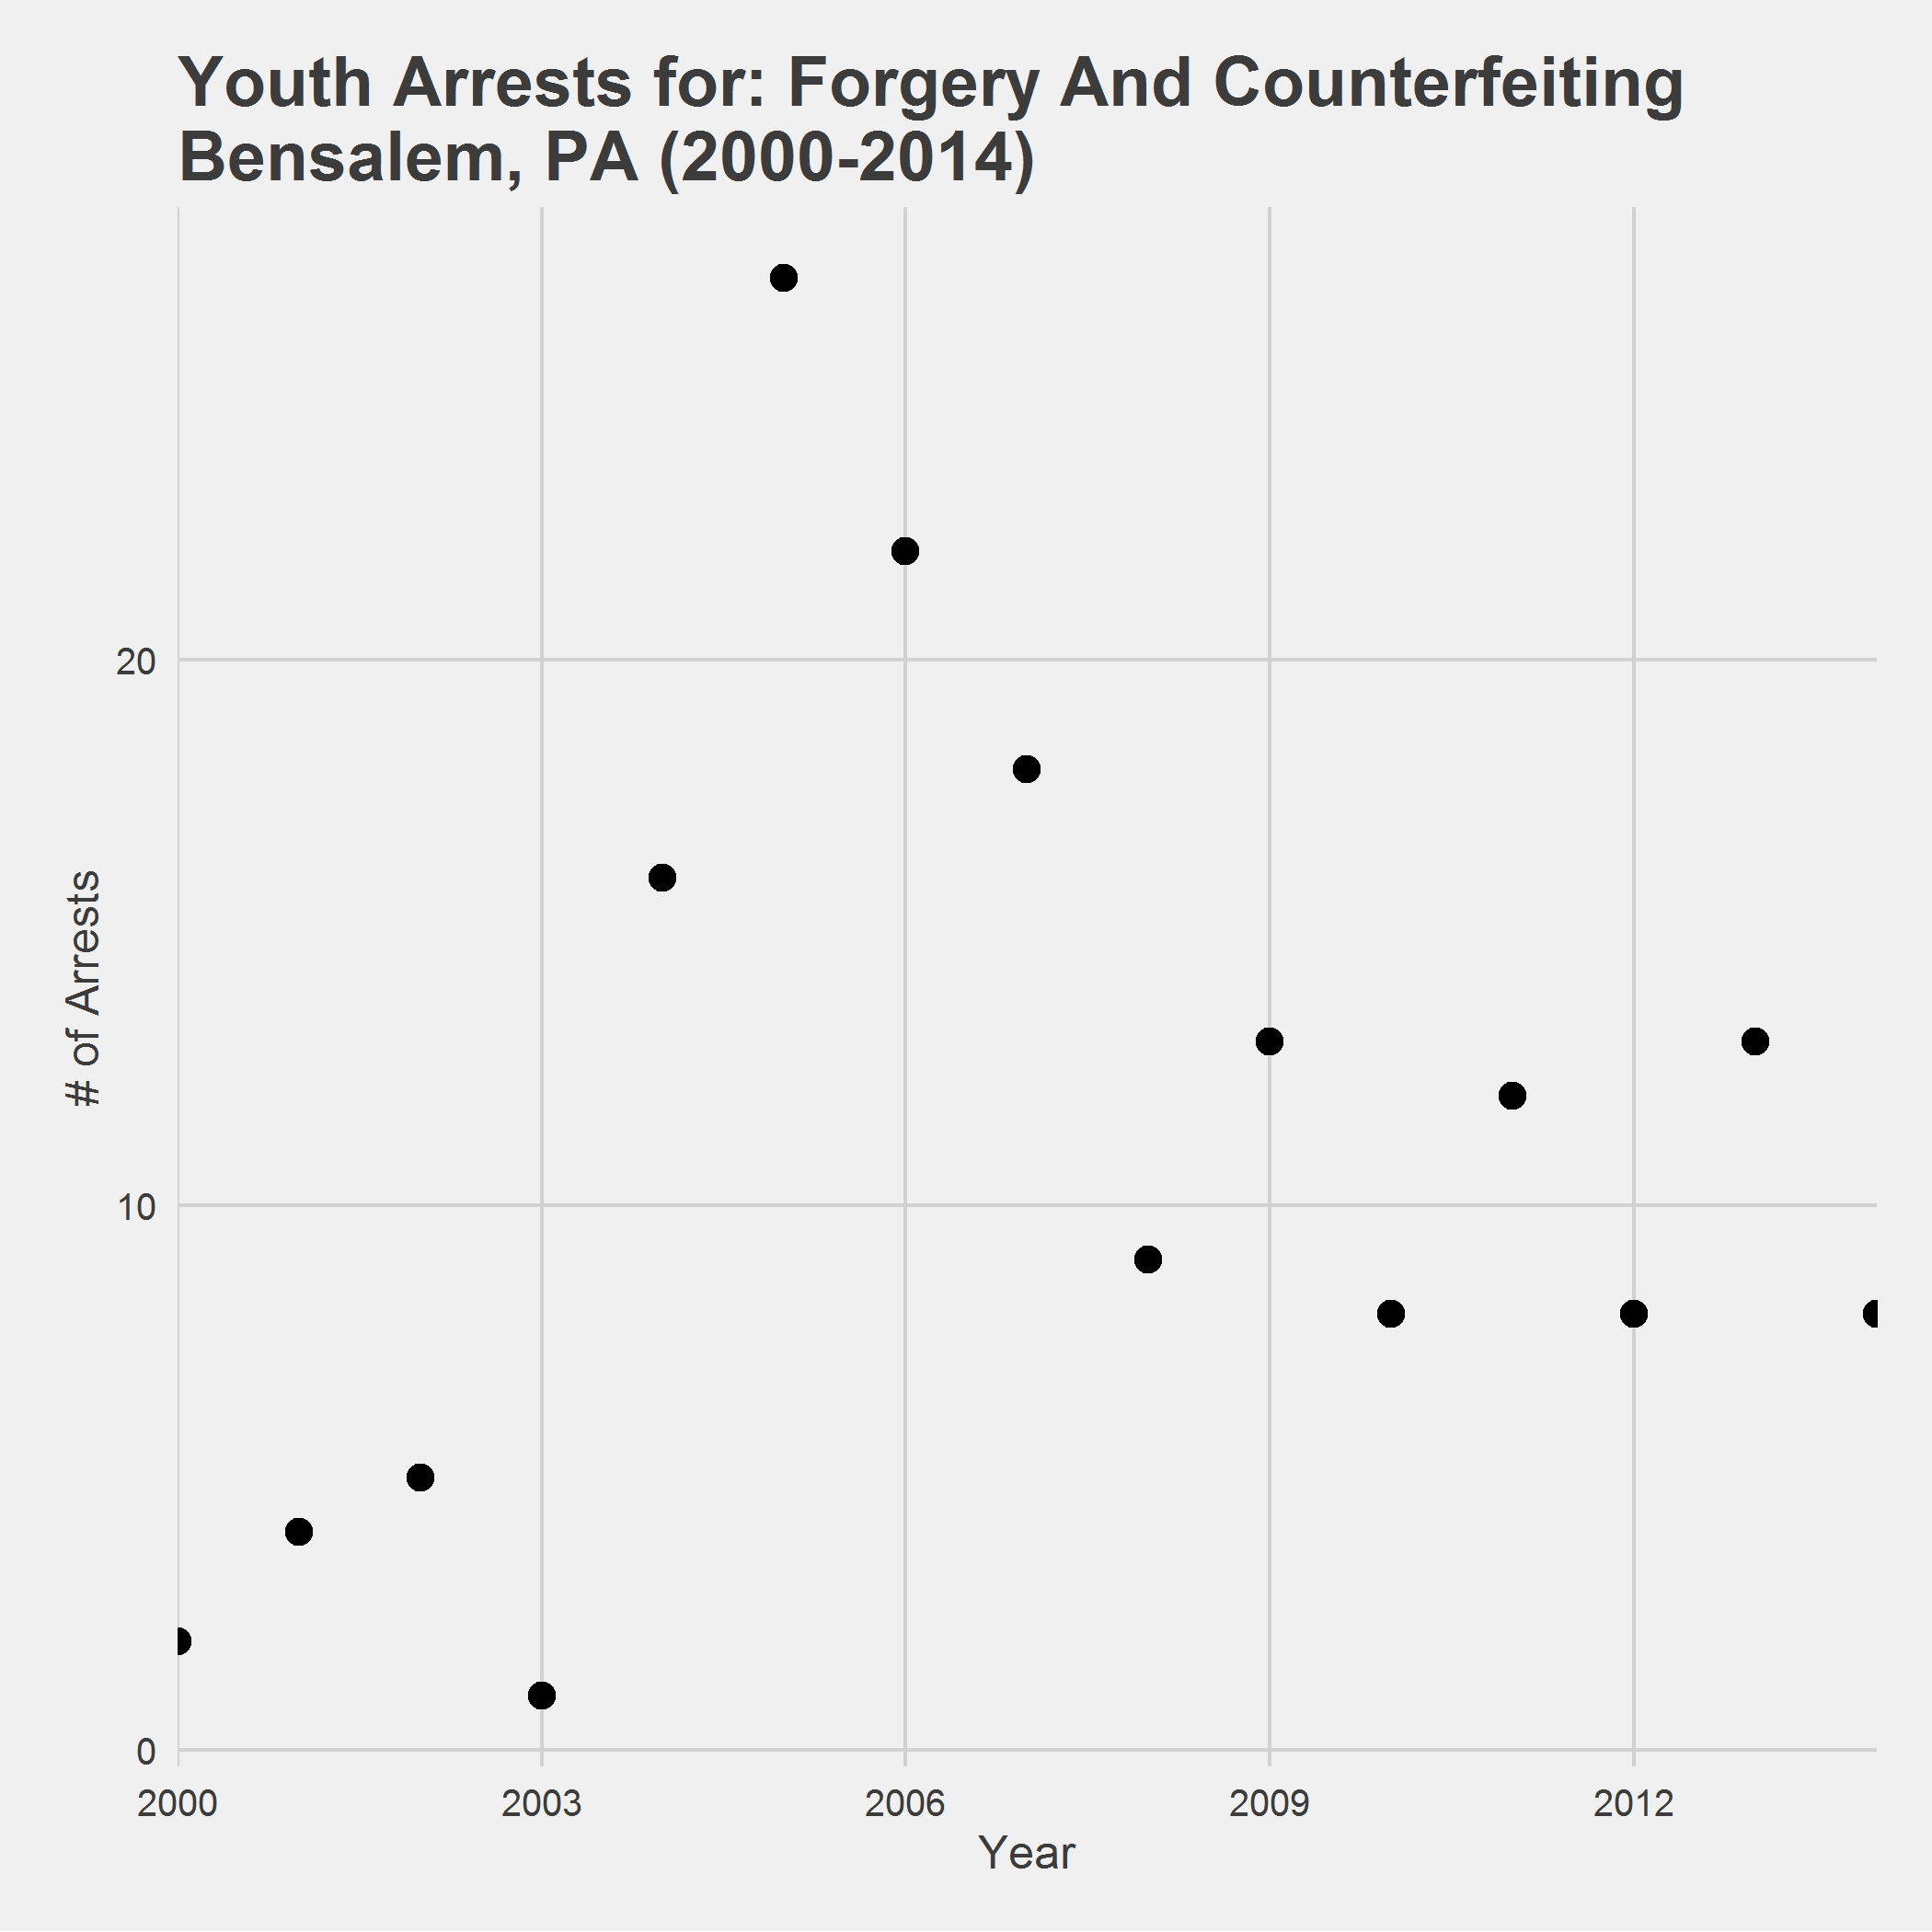 Youth Arrests for: Forgery And Counterfeiting
Bensalem, PA (2000-2014)
# of Arrests
20
10
0
2000 2003 2006 2009 2012
Year